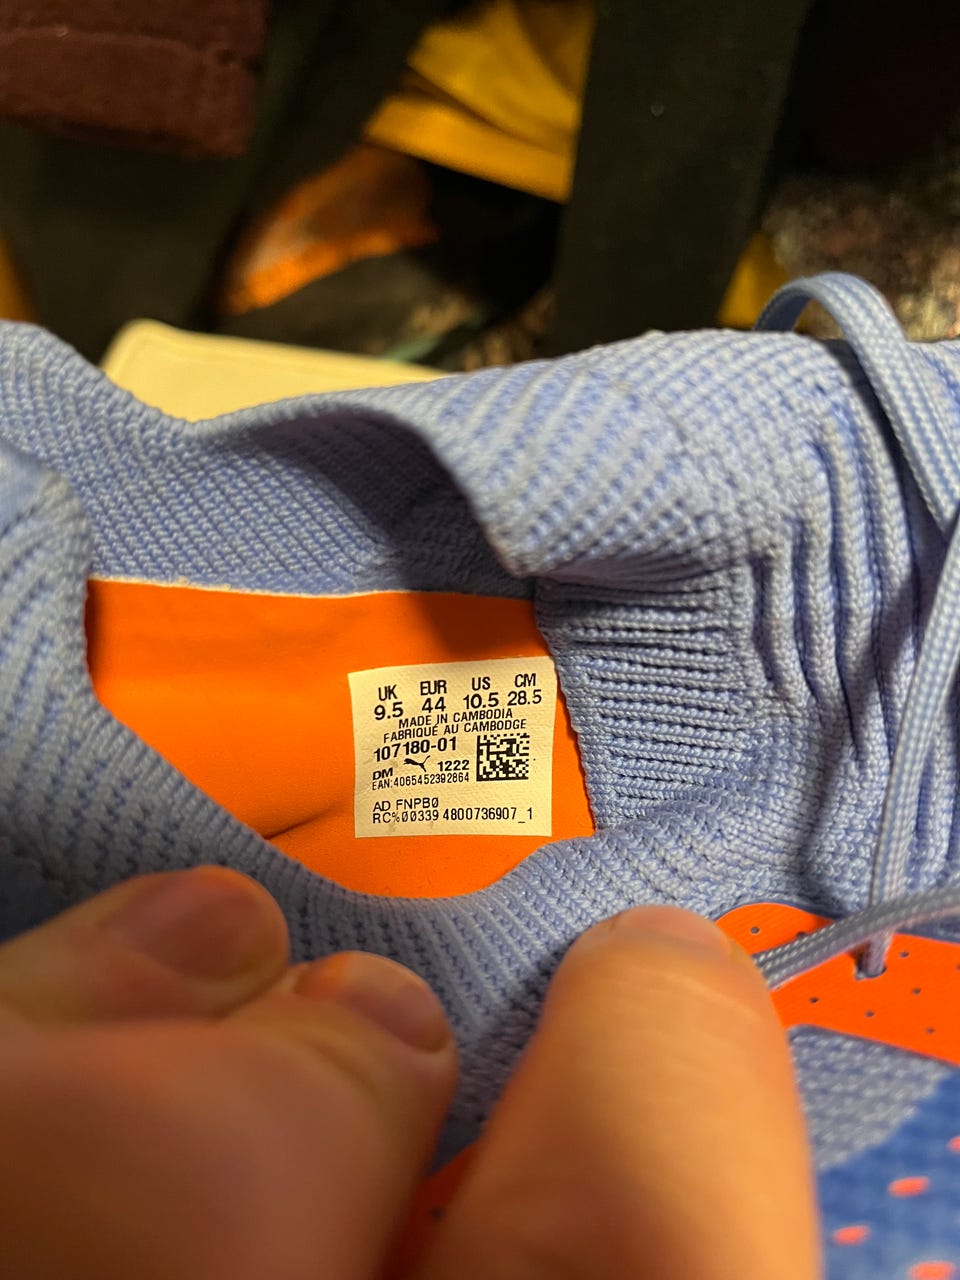 UK EUR US CM
9.5 44 10.5 28.5
MADE IN CAMBODIA
FABRIQUÉ AU CAMBODGE
107180-01
DM 1222
EAN:4065452392864
AD FNPB0
RC%00339 4800736907_1